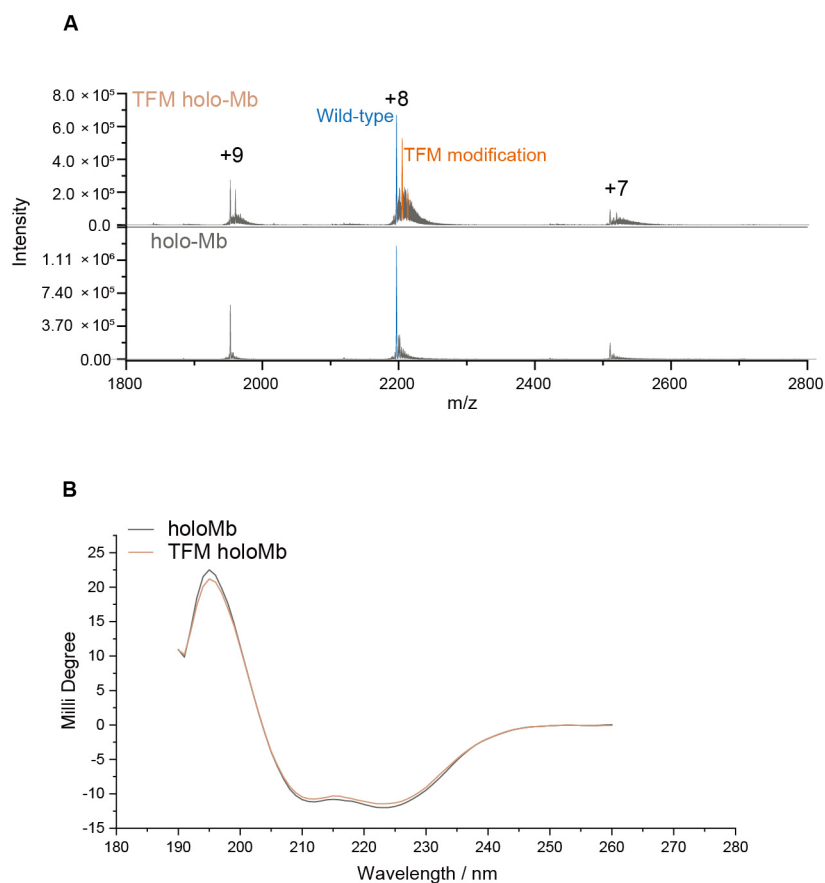 A
8.0 × 10⁵
TFM holo-Mb
+8
Wild-type
6.0 × 10⁵
+9
4.0 × 10⁵
TFM modification
+7
2.0 × 10⁵
0.0
Intensity
holo-Mb
1.11 × 10⁶
7.40 × 10⁵
3.70 × 10⁵
0.00
1800 2000 2200 2400 2600 2800
m/z
B
holoMb
TFM holoMb
25
20
15
10
5
0
-5
-10
-15
Milli Degree
180 190 200 210 220 230 240 250 260 270 280
Wavelength / nm